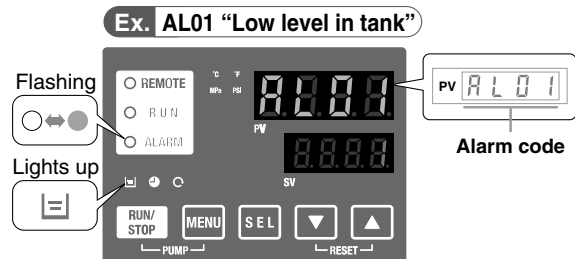 Ex. AL01 “Low level in tank”
Flashing
Lights up
REMOTE
RUN
ALARM
°C °F
MPa PSI
AL01
PV
1
SV
RUN/
STOP
MENU
SEL
PUMP
RESET
PV AL01
Alarm code